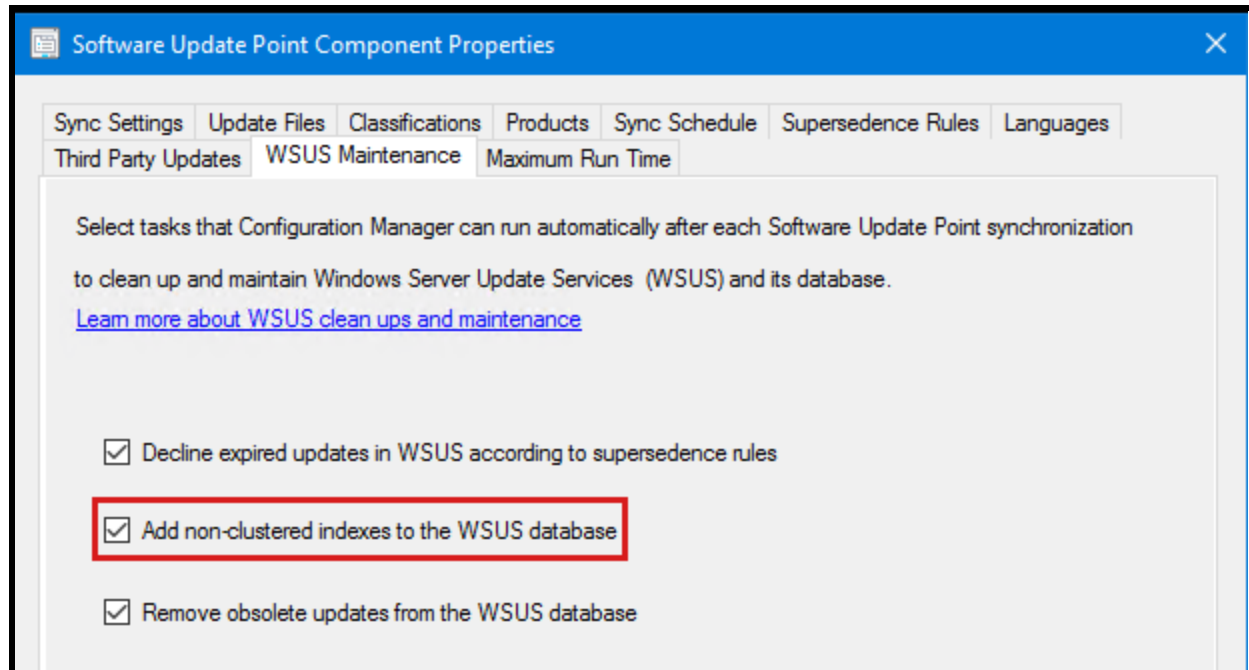 Software Update Point Component Properties
Sync Settings Update Files Classifications Products Sync Schedule Supersedence Rules Languages
Third Party Updates WSUS Maintenance Maximum Run Time
Select tasks that Configuration Manager can run automatically after each Software Update Point synchronization
to clean up and maintain Windows Server Update Services (WSUS) and its database.
Learn more about WSUS clean ups and maintenance
Decline expired updates in WSUS according to supersedence rules
Add non-clustered indexes to the WSUS database
Remove obsolete updates from the WSUS database